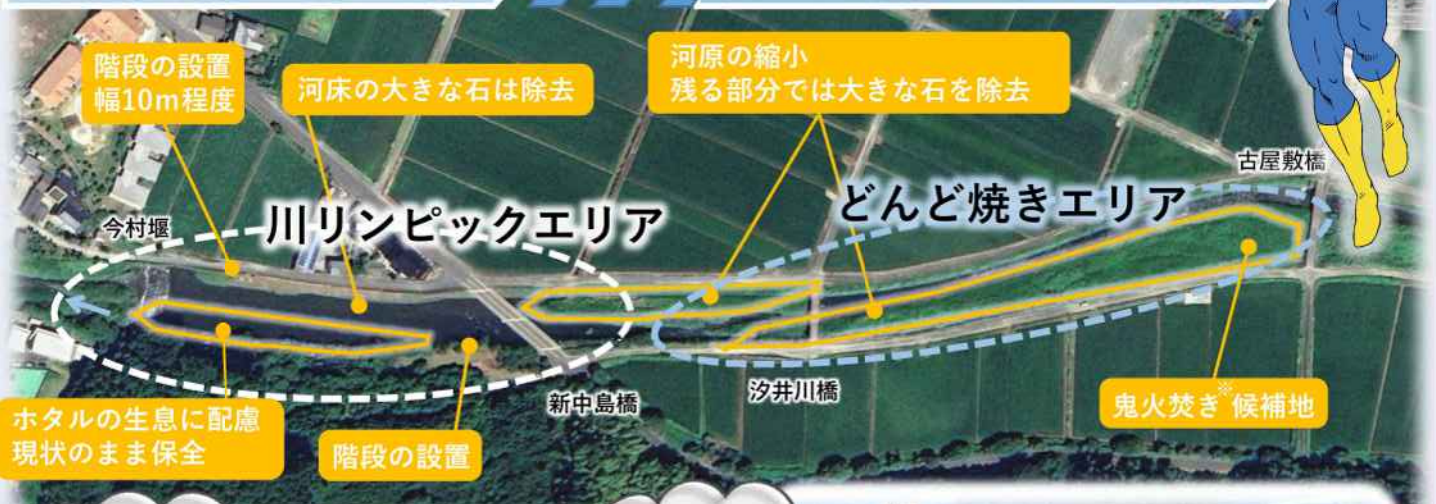 階段の設置
幅10m程度
河床の大きな石は除去
河原の縮小
残る部分では大きな石を除去
古屋敷橋
どんど焼きエリア
川リンピックエリア
今村堰
新中島橋
汐井川橋
鬼火焚き※候補地
ホタルの生息に配慮
現状のまま保全
階段の設置